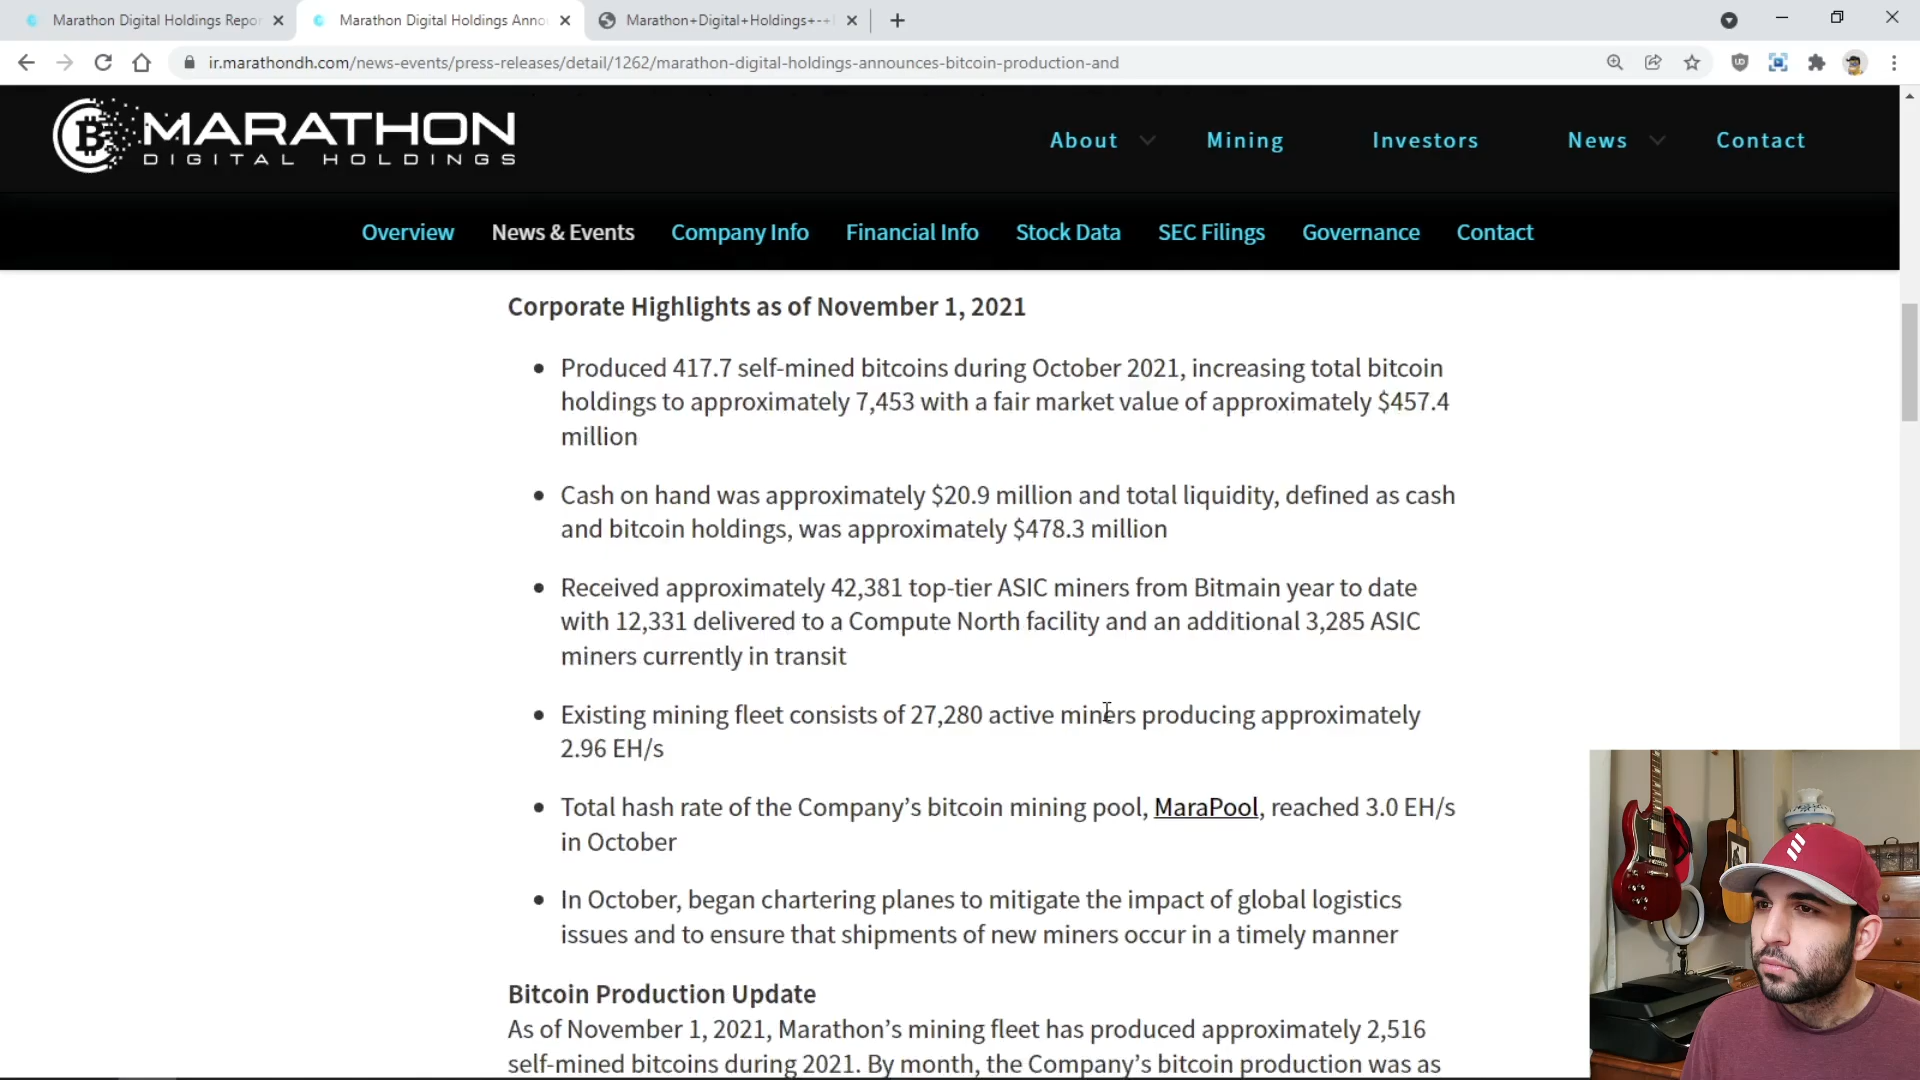 Marathon Digital Holdings Repor
Marathon Digital Holdings Anno
Marathon+Digital+Holdings+-+
ir.marathondh.com/news-events/press-releases/detail/1262/marathon-digital-holdings-announces-bitcoin-production-and
MARATHON
DIGITAL HOLDINGS
About
Mining
Investors
News
Contact
Overview
News & Events
Company Info
Financial Info
Stock Data
SEC Filings
Governance
Contact
Corporate Highlights as of November 1, 2021
Produced 417.7 self-mined bitcoins during October 2021, increasing total bitcoin
holdings to approximately 7,453 with a fair market value of approximately $457.4
million
Cash on hand was approximately $20.9 million and total liquidity, defined as cash
and bitcoin holdings, was approximately $478.3 million
Received approximately 42,381 top-tier ASIC miners from Bitmain year to date
with 12,331 delivered to a Compute North facility and an additional 3,285 ASIC
miners currently in transit
Existing mining fleet consists of 27,280 active miners producing approximately
2.96 EH/s
Total hash rate of the Company’s bitcoin mining pool, MaraPool, reached 3.0 EH/s
in October
In October, began chartering planes to mitigate the impact of global logistics
issues and to ensure that shipments of new miners occur in a timely manner
Bitcoin Production Update
As of November 1, 2021, Marathon’s mining fleet has produced approximately 2,516
self-mined bitcoins during 2021. By month, the Company’s bitcoin production was as